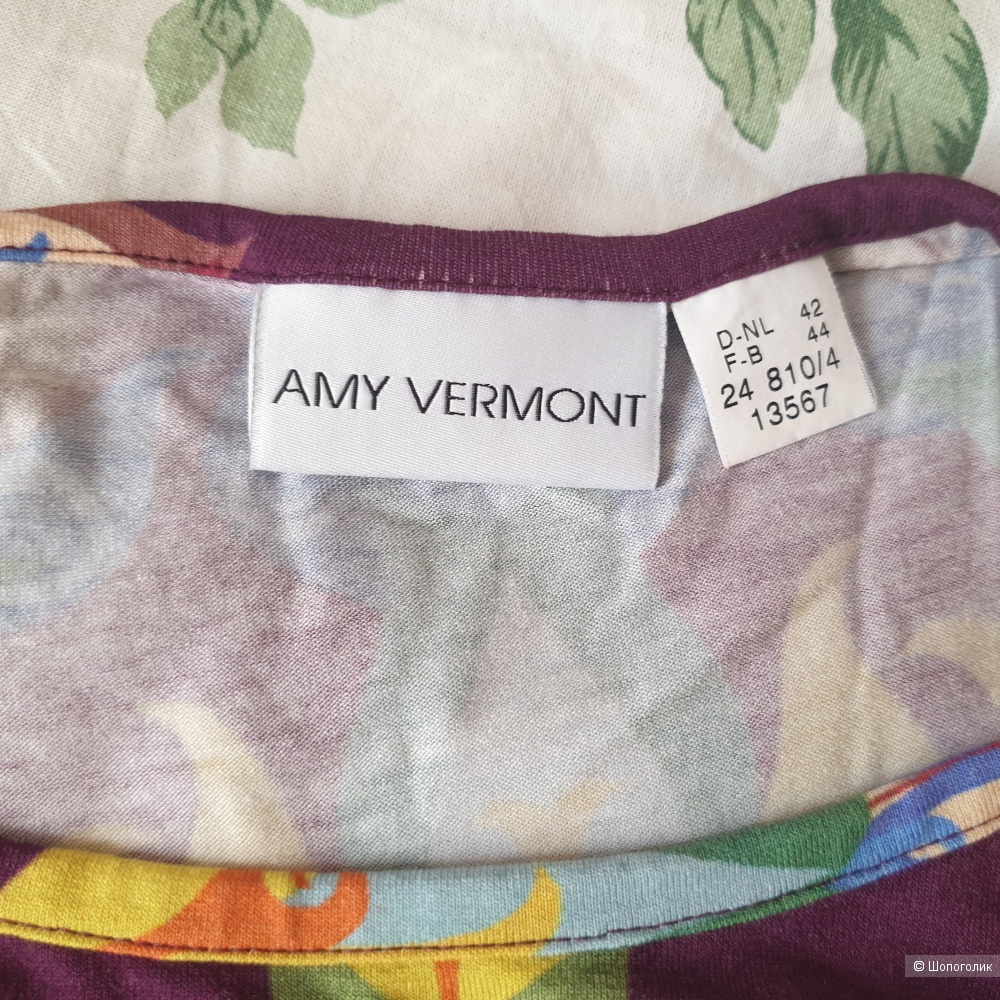 AMY VERMONT
D-NL 42
F-B 44
24 810/4
13567
© Шопоголик